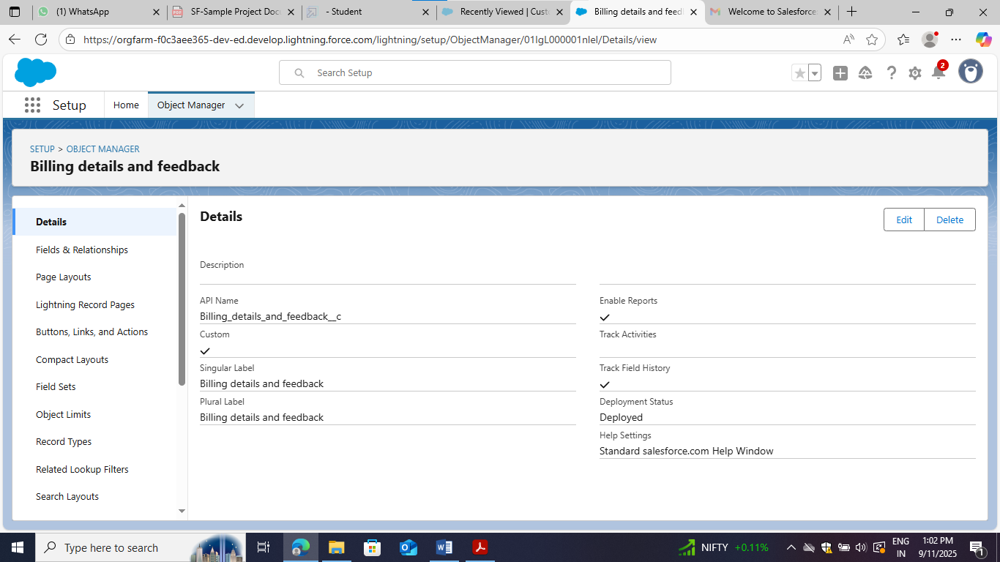 (1) WhatsApp
SF-Sample Project Doc
- Student
Recently Viewed | Cust
Billing details and feed
Welcome to Salesforce
https://orgfarm-f0c3aee365-dev-ed.develop.lightning.force.com/lightning/setup/ObjectManager/01IgL000001nlel/Details/view
Search Setup
2
Setup
Home
Object Manager
SETUP > OBJECT MANAGER
Billing details and feedback
Details
Fields & Relationships
Page Layouts
Lightning Record Pages
Buttons, Links, and Actions
Compact Layouts
Field Sets
Object Limits
Record Types
Related Lookup Filters
Search Layouts
Details
Edit
Delete
Description
API Name
Billing_details_and_feedback__c
Custom
Singular Label
Billing details and feedback
Plural Label
Billing details and feedback
Enable Reports
Track Activities
Track Field History
Deployment Status
Deployed
Help Settings
Standard salesforce.com Help Window
Type here to search
NIFTY +0.11%
ENG
IN
1:02 PM
9/11/2025
1